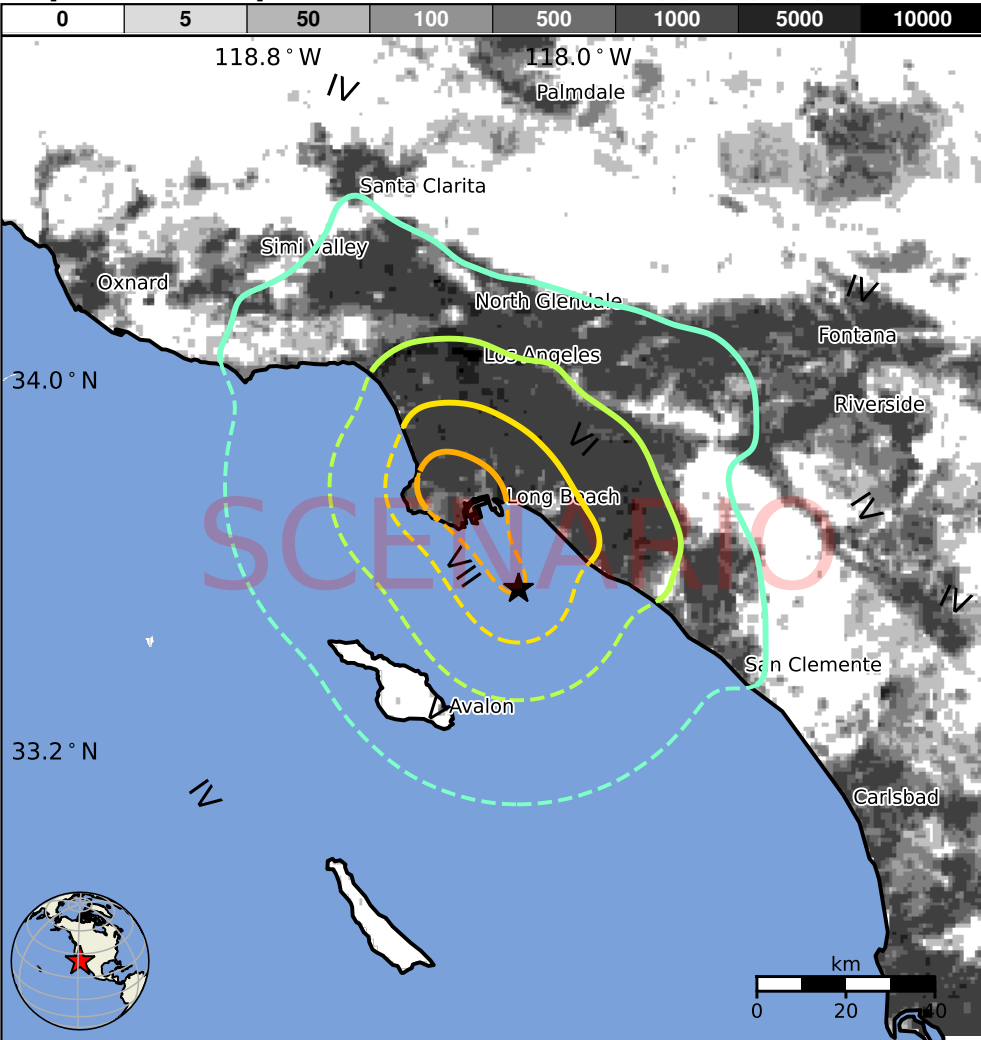 0 5 50 100 500 1000 5000 10000
118.8°W 118.0°W
IV
Palmdale
Santa Clarita
Simi Valley
Oxnard
IV
North Glendale
Fontana
Los Angeles
34.0°N
Riverside
VI
Long Beach
IV
SCENARIO
VII
IV
San Clemente
V
Avalon
33.2°N
IV
Carlsbad
km
0 20 40